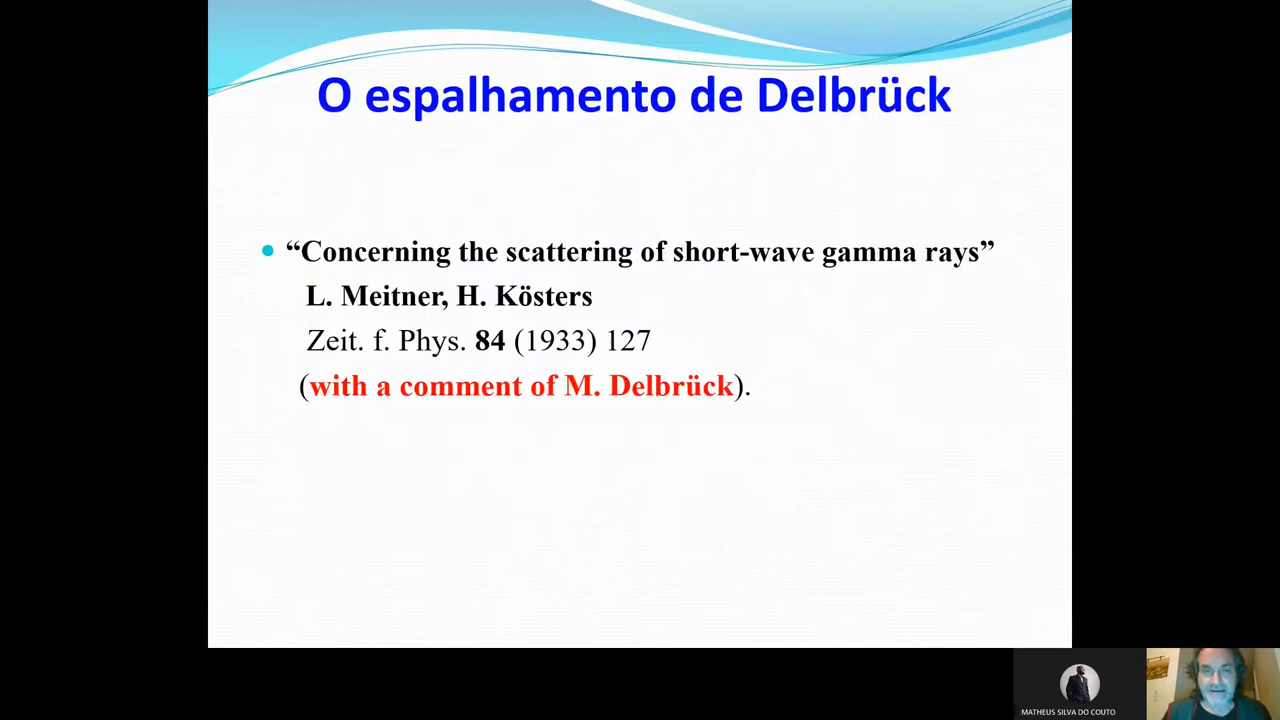 O espalhamento de Delbrück
“Concerning the scattering of short-wave gamma rays”
L. Meitner, H. Kösters
Zeit. f. Phys. 84 (1933) 127
(with a comment of M. Delbrück).
MATHEUS SILVA DO COUTO